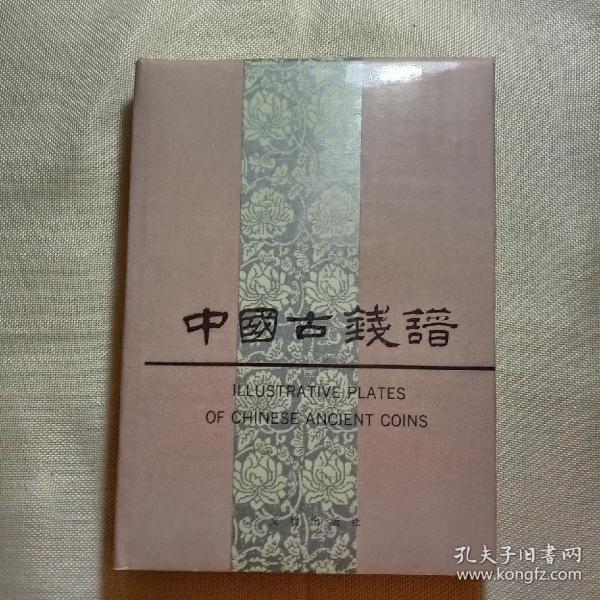 中國古錢譜
ILLUSTRATIVE PLATES
OF CHINESE ANCIENT COINS
文物出版社
孔夫子旧书网
www.kongfz.com